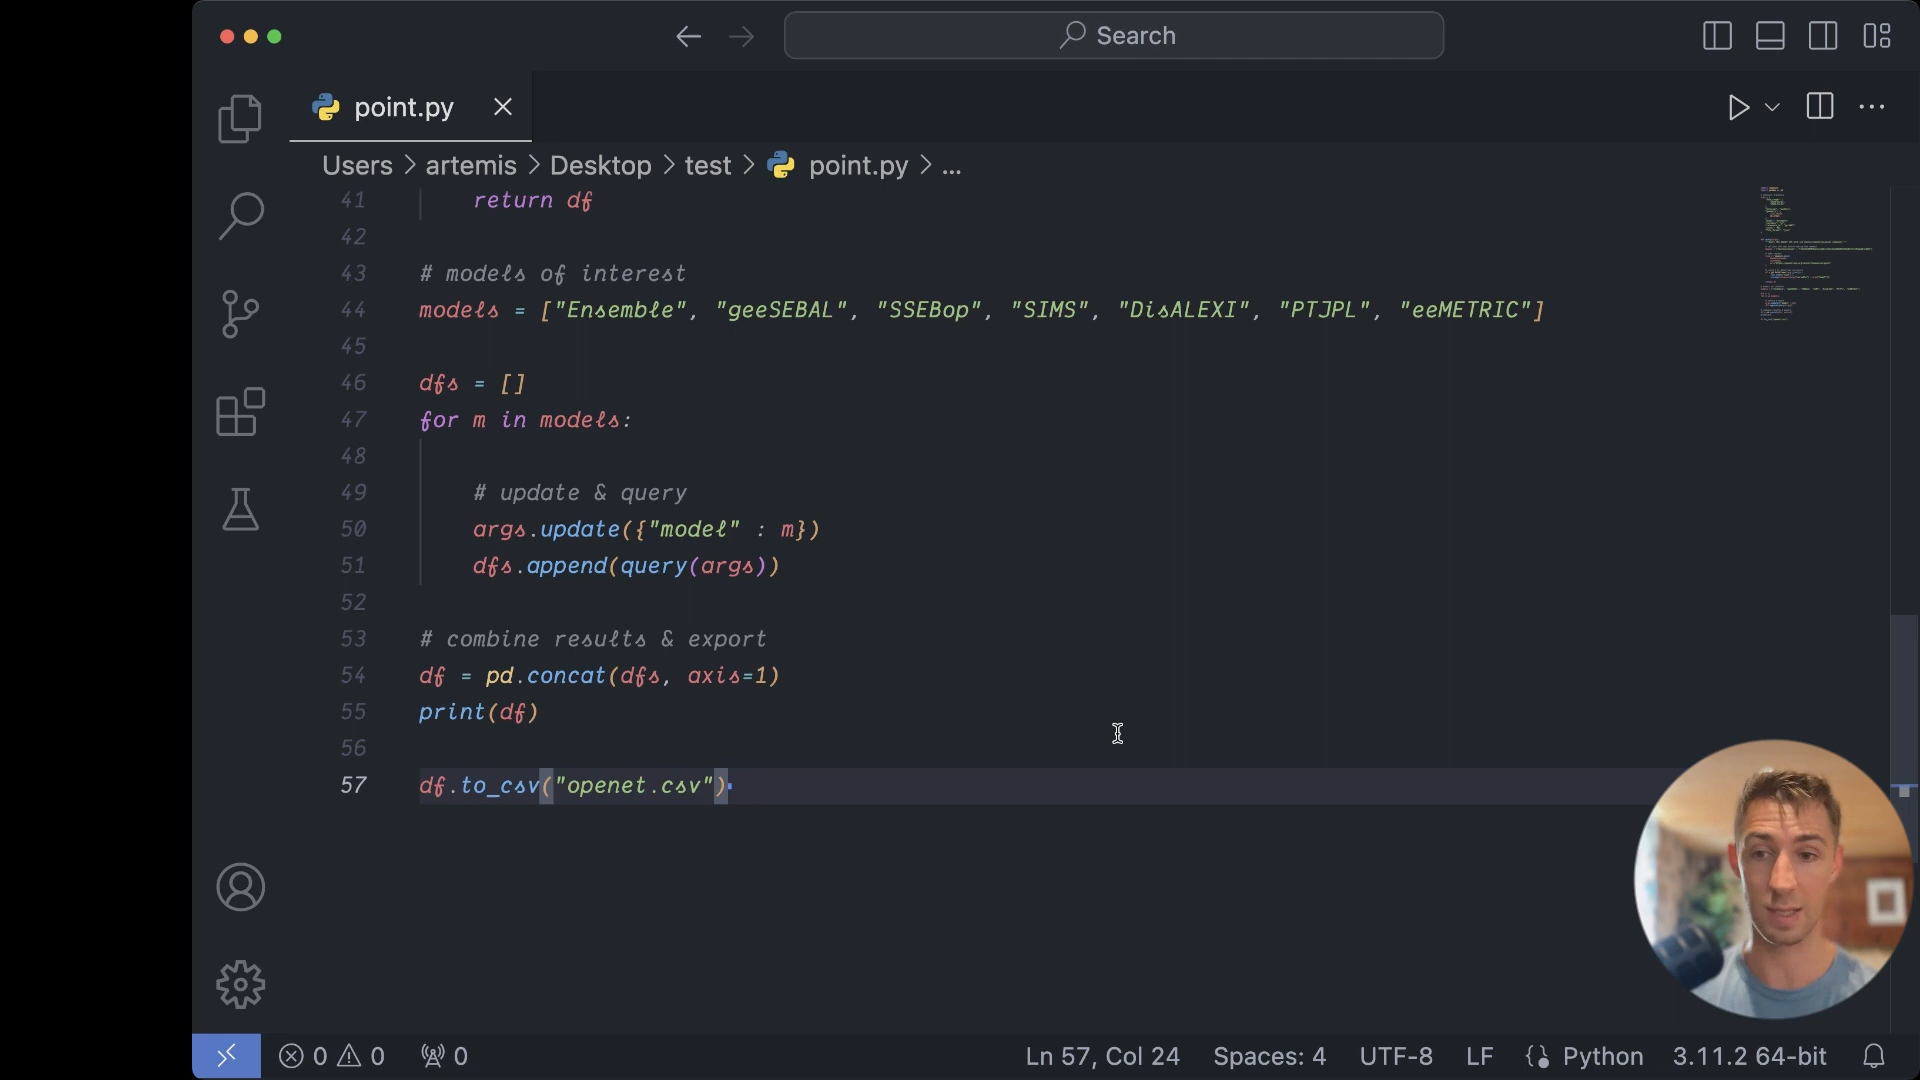 Search
point.py
Users > artemis > Desktop > test > point.py > ...
41 return df
42
43 # models of interest
44 models = ["Ensemble", "geeSEBAL", "SSEBop", "SIMS", "DisALEXI", "PTJPL", "eeMETRIC"]
45
46 dfs = []
47 for m in models:
48
49 # update & query
50 args.update({"model" : m})
51 dfs.append(query(args))
52
53 # combine results & export
54 df = pd.concat(dfs, axis=1)
55 print(df)
56
57 df.to_csv("openet.csv")
0 0 0 Ln 57, Col 24 Spaces: 4 UTF-8 LF Python 3.11.2 64-bit